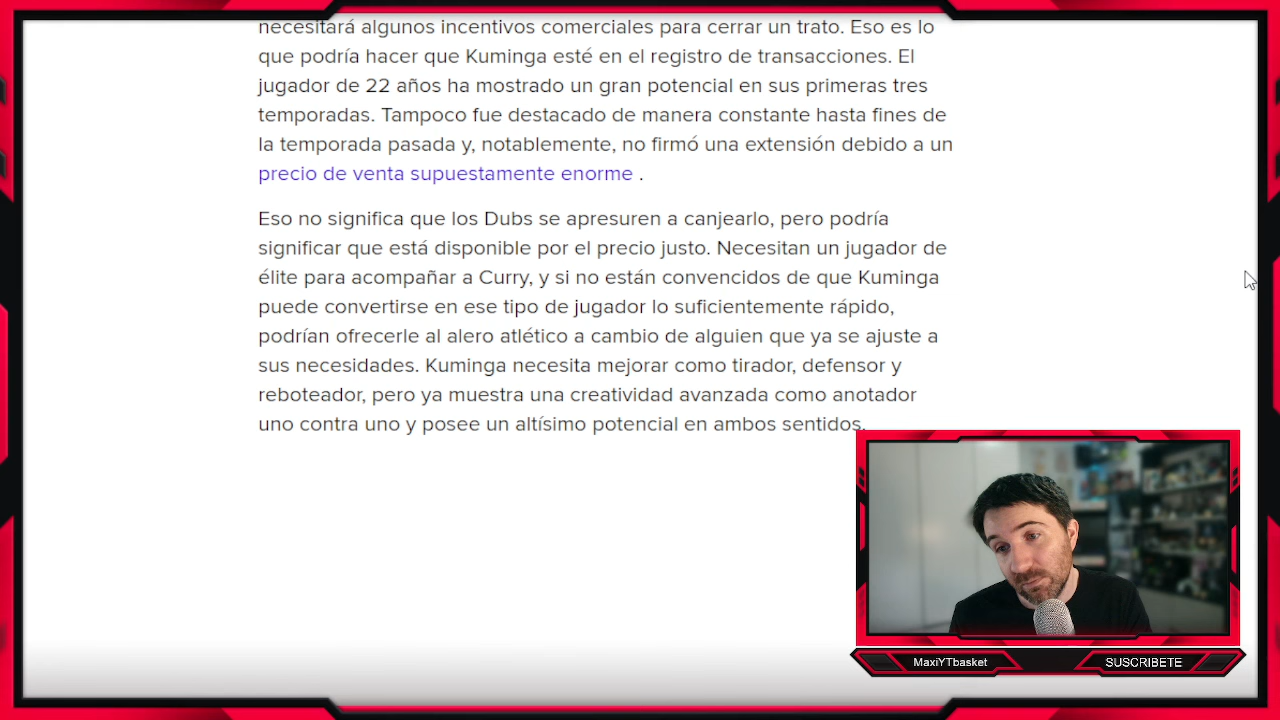 necesitará algunos incentivos comerciales para cerrar un trato. Eso es lo
que podría hacer que Kuminga esté en el registro de transacciones. El
jugador de 22 años ha mostrado un gran potencial en sus primeras tres
temporadas. Tampoco fue destacado de manera constante hasta fines de
la temporada pasada y, notablemente, no firmó una extensión debido a un
precio de venta supuestamente enorme .
Eso no significa que los Dubs se apresuren a canjearlo, pero podría
significar que está disponible por el precio justo. Necesitan un jugador de
élite para acompañar a Curry, y si no están convencidos de que Kuminga
puede convertirse en ese tipo de jugador lo suficientemente rápido,
podrían ofrecerle al alero atlético a cambio de alguien que ya se ajuste a
sus necesidades. Kuminga necesita mejorar como tirador, defensor y
reboteador, pero ya muestra una creatividad avanzada como anotador
uno contra uno y posee un altísimo potencial en ambos sentidos.
MaxiYTbasket
SUSCRIBETE